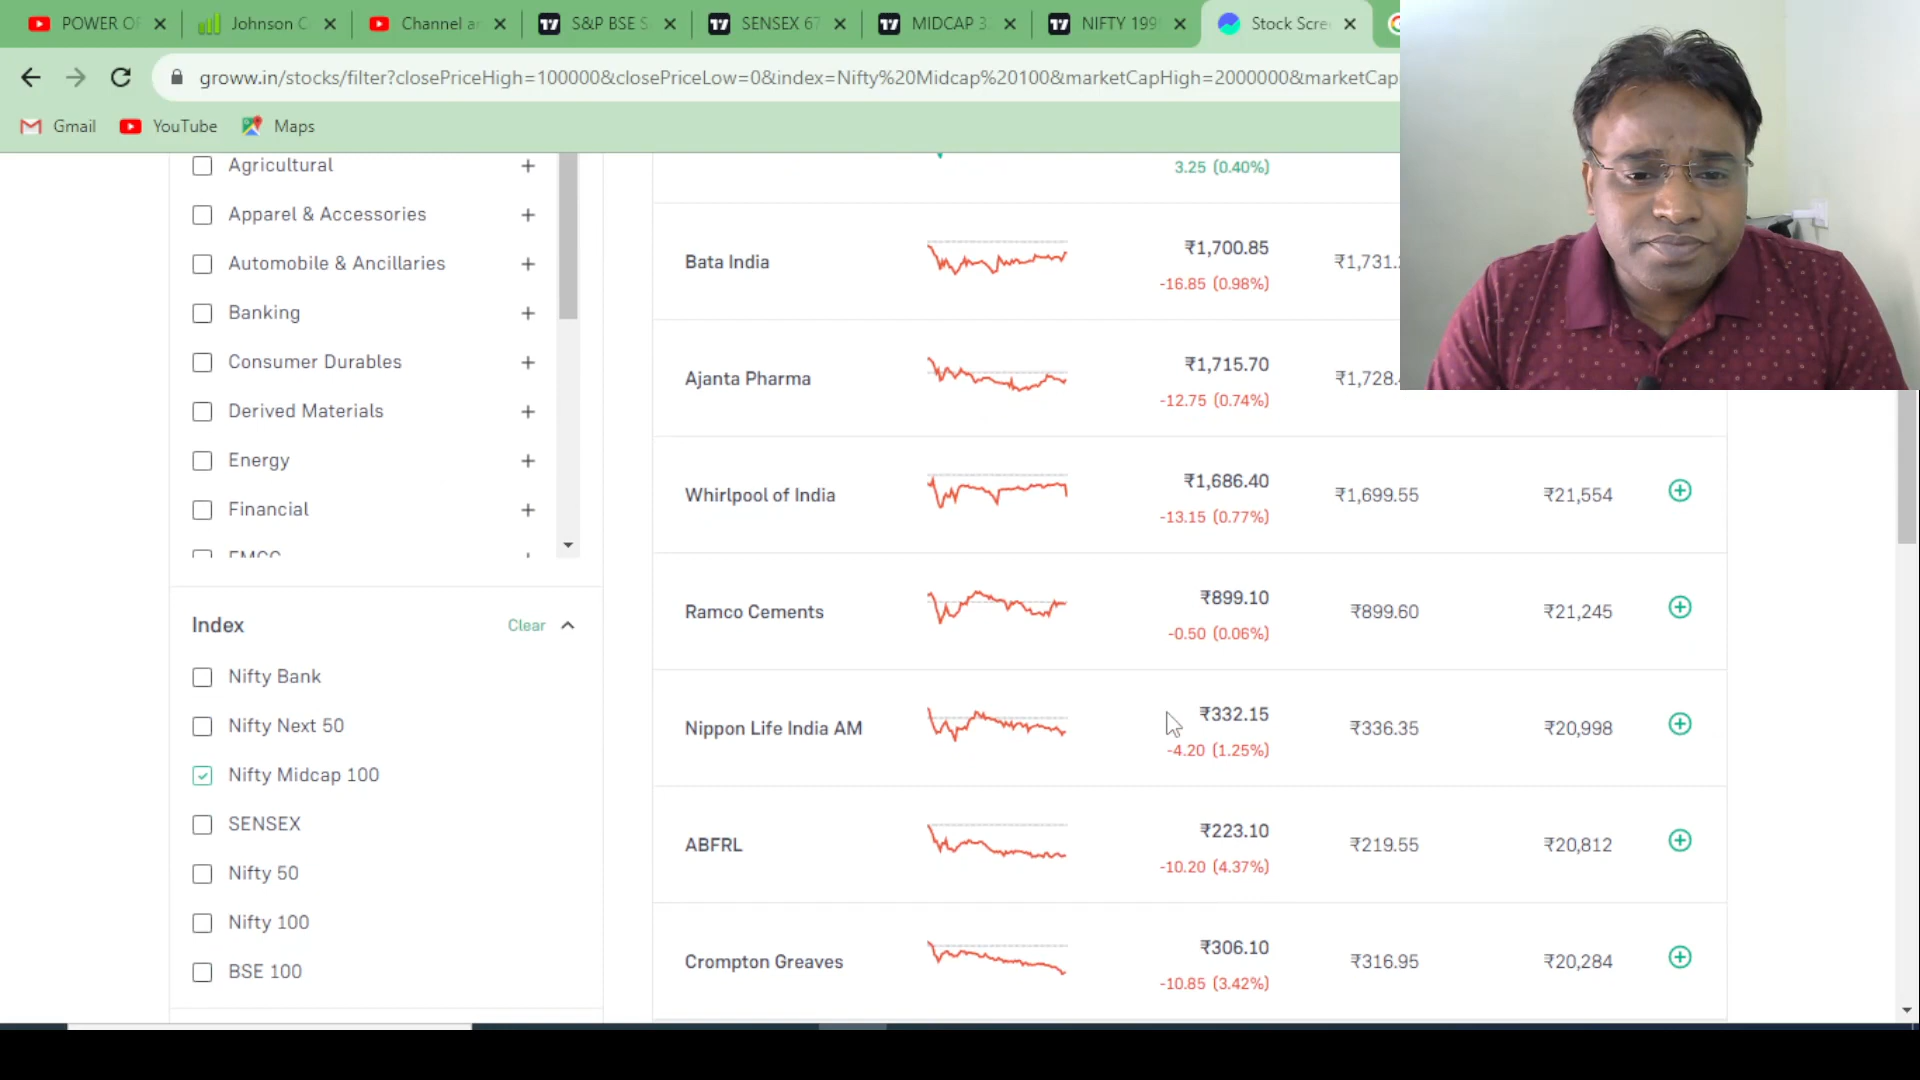 POWER O
Johnson C
Channel a
S&P BSE S
SENSEX 67
MIDCAP 3
NIFTY 199
Stock Scre
groww.in/stocks/filter?closePriceHigh=100000&closePriceLow=0&index=Nifty%20Midcap%20100&marketCapHigh=2000000&marketCap
Gmail
YouTube
Maps
Agricultural
Apparel & Accessories
Automobile & Ancillaries
Banking
Consumer Durables
Derived Materials
Energy
Financial
Index
Clear
Nifty Bank
Nifty Next 50
Nifty Midcap 100
SENSEX
Nifty 50
Nifty 100
BSE 100
3.25 (0.40%)
Bata India
₹1,700.85
-16.85 (0.98%)
₹1,731.
Ajanta Pharma
₹1,715.70
-12.75 (0.74%)
₹1,728.
Whirlpool of India
₹1,686.40
-13.15 (0.77%)
₹1,699.55
₹21,554
Ramco Cements
₹899.10
-0.50 (0.06%)
₹899.60
₹21,245
Nippon Life India AM
₹332.15
-4.20 (1.25%)
₹336.35
₹20,998
ABFRL
₹223.10
-10.20 (4.37%)
₹219.55
₹20,812
Crompton Greaves
₹306.10
-10.85 (3.42%)
₹316.95
₹20,284